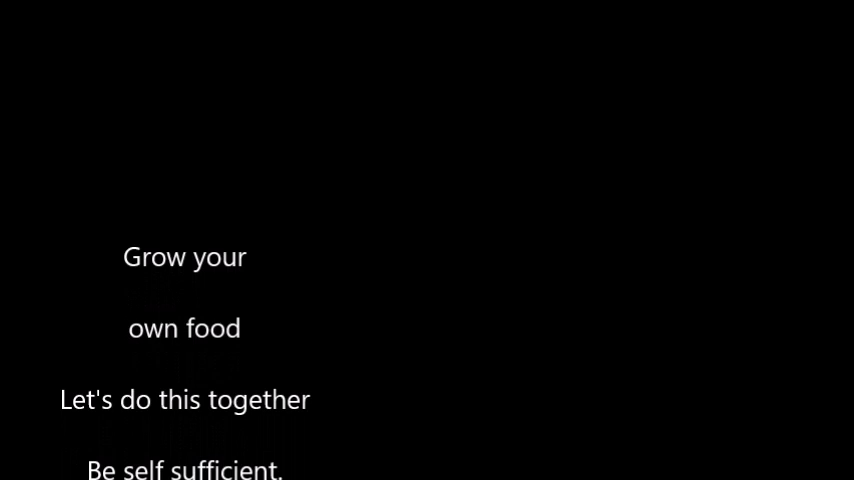 Grow your
own food
Let's do this together
Be self sufficient.